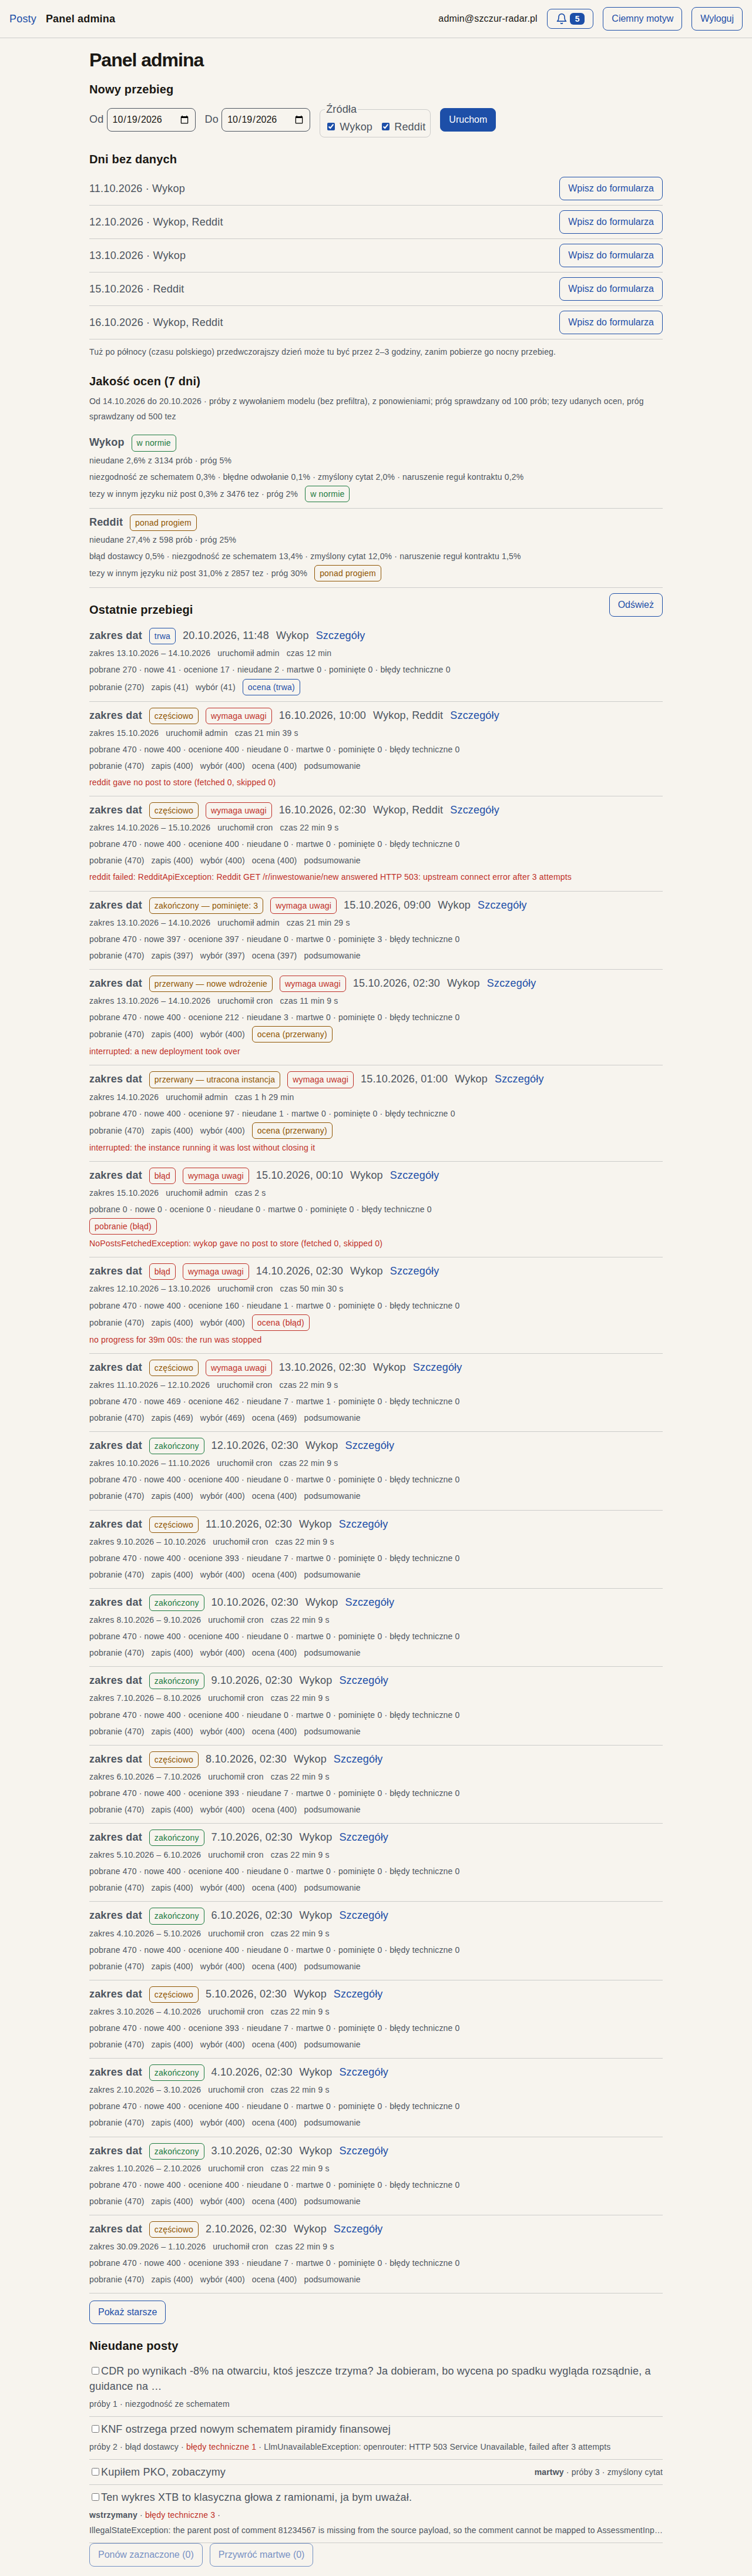 Posty Panel admina admin@szczur-radar.pl 5 Ciemny motyw Wyloguj
Panel admina
Nowy przebieg
Od 10/19/2026 Do 10/19/2026 Źródła Wykop Reddit Uruchom
Dni bez danych
11.10.2026 · Wykop Wpisz do formularza
12.10.2026 · Wykop, Reddit Wpisz do formularza
13.10.2026 · Wykop Wpisz do formularza
15.10.2026 · Reddit Wpisz do formularza
16.10.2026 · Wykop, Reddit Wpisz do formularza
Tuż po północy (czasu polskiego) przedwczorajszy dzień może tu być przez 2–3 godziny, zanim pobierze go nocny przebieg.
Jakość ocen (7 dni)
Od 14.10.2026 do 20.10.2026 · próby z wywołaniem modelu (bez prefiltra), z ponowieniami; próg sprawdzany od 100 prób; tezy udanych ocen, próg
sprawdzany od 500 tez
Wykop w normie
nieudane 2,6% z 3134 prób · próg 5%
niezgodność ze schematem 0,3% · błędne odwołanie 0,1% · zmyślony cytat 2,0% · naruszenie reguł kontraktu 0,2%
tezy w innym języku niż post 0,3% z 3476 tez · próg 2% w normie
Reddit ponad progiem
nieudane 27,4% z 598 prób · próg 25%
błąd dostawcy 0,5% · niezgodność ze schematem 13,4% · zmyślony cytat 12,0% · naruszenie reguł kontraktu 1,5%
tezy w innym języku niż post 31,0% z 2857 tez · próg 30% ponad progiem
Ostatnie przebiegi Odśwież
zakres dat trwa 20.10.2026, 11:48 Wykop Szczegóły
zakres 13.10.2026 – 14.10.2026 uruchomił admin czas 12 min
pobrane 270 · nowe 41 · ocenione 17 · nieudane 2 · martwe 0 · pominięte 0 · błędy techniczne 0
pobranie (270) zapis (41) wybór (41) ocena (trwa)
zakres dat częściowo wymaga uwagi 16.10.2026, 10:00 Wykop, Reddit Szczegóły
zakres 15.10.2026 uruchomił admin czas 21 min 39 s
pobrane 470 · nowe 400 · ocenione 400 · nieudane 0 · martwe 0 · pominięte 0 · błędy techniczne 0
pobranie (470) zapis (400) wybór (400) ocena (400) podsumowanie
reddit gave no post to store (fetched 0, skipped 0)
zakres dat częściowo wymaga uwagi 16.10.2026, 02:30 Wykop, Reddit Szczegóły
zakres 14.10.2026 – 15.10.2026 uruchomił cron czas 22 min 9 s
pobrane 470 · nowe 400 · ocenione 400 · nieudane 0 · martwe 0 · pominięte 0 · błędy techniczne 0
pobranie (470) zapis (400) wybór (400) ocena (400) podsumowanie
reddit failed: RedditApiException: Reddit GET /r/inwestowanie/new answered HTTP 503: upstream connect error after 3 attempts
zakres dat zakończony — pominięte: 3 wymaga uwagi 15.10.2026, 09:00 Wykop Szczegóły
zakres 13.10.2026 – 14.10.2026 uruchomił admin czas 21 min 29 s
pobrane 470 · nowe 397 · ocenione 397 · nieudane 0 · martwe 0 · pominięte 3 · błędy techniczne 0
pobranie (470) zapis (397) wybór (397) ocena (397) podsumowanie
zakres dat przerwany — nowe wdrożenie wymaga uwagi 15.10.2026, 02:30 Wykop Szczegóły
zakres 13.10.2026 – 14.10.2026 uruchomił cron czas 11 min 9 s
pobrane 470 · nowe 400 · ocenione 212 · nieudane 3 · martwe 0 · pominięte 0 · błędy techniczne 0
pobranie (470) zapis (400) wybór (400) ocena (przerwany)
interrupted: a new deployment took over
zakres dat przerwany — utracona instancja wymaga uwagi 15.10.2026, 01:00 Wykop Szczegóły
zakres 14.10.2026 uruchomił admin czas 1 h 29 min
pobrane 470 · nowe 400 · ocenione 97 · nieudane 1 · martwe 0 · pominięte 0 · błędy techniczne 0
pobranie (470) zapis (400) wybór (400) ocena (przerwany)
interrupted: the instance running it was lost without closing it
zakres dat błąd wymaga uwagi 15.10.2026, 00:10 Wykop Szczegóły
zakres 15.10.2026 uruchomił admin czas 2 s
pobrane 0 · nowe 0 · ocenione 0 · nieudane 0 · martwe 0 · pominięte 0 · błędy techniczne 0
pobranie (błąd)
NoPostsFetchedException: wykop gave no post to store (fetched 0, skipped 0)
zakres dat błąd wymaga uwagi 14.10.2026, 02:30 Wykop Szczegóły
zakres 12.10.2026 – 13.10.2026 uruchomił cron czas 50 min 30 s
pobrane 470 · nowe 400 · ocenione 160 · nieudane 1 · martwe 0 · pominięte 0 · błędy techniczne 0
pobranie (470) zapis (400) wybór (400) ocena (błąd)
no progress for 39m 00s: the run was stopped
zakres dat częściowo wymaga uwagi 13.10.2026, 02:30 Wykop Szczegóły
zakres 11.10.2026 – 12.10.2026 uruchomił cron czas 22 min 9 s
pobrane 470 · nowe 469 · ocenione 462 · nieudane 7 · martwe 1 · pominięte 0 · błędy techniczne 0
pobranie (470) zapis (469) wybór (469) ocena (469) podsumowanie
zakres dat zakończony 12.10.2026, 02:30 Wykop Szczegóły
zakres 10.10.2026 – 11.10.2026 uruchomił cron czas 22 min 9 s
pobrane 470 · nowe 400 · ocenione 400 · nieudane 0 · martwe 0 · pominięte 0 · błędy techniczne 0
pobranie (470) zapis (400) wybór (400) ocena (400) podsumowanie
zakres dat częściowo 11.10.2026, 02:30 Wykop Szczegóły
zakres 9.10.2026 – 10.10.2026 uruchomił cron czas 22 min 9 s
pobrane 470 · nowe 400 · ocenione 393 · nieudane 7 · martwe 0 · pominięte 0 · błędy techniczne 0
pobranie (470) zapis (400) wybór (400) ocena (400) podsumowanie
zakres dat zakończony 10.10.2026, 02:30 Wykop Szczegóły
zakres 8.10.2026 – 9.10.2026 uruchomił cron czas 22 min 9 s
pobrane 470 · nowe 400 · ocenione 400 · nieudane 0 · martwe 0 · pominięte 0 · błędy techniczne 0
pobranie (470) zapis (400) wybór (400) ocena (400) podsumowanie
zakres dat zakończony 9.10.2026, 02:30 Wykop Szczegóły
zakres 7.10.2026 – 8.10.2026 uruchomił cron czas 22 min 9 s
pobrane 470 · nowe 400 · ocenione 400 · nieudane 0 · martwe 0 · pominięte 0 · błędy techniczne 0
pobranie (470) zapis (400) wybór (400) ocena (400) podsumowanie
zakres dat częściowo 8.10.2026, 02:30 Wykop Szczegóły
zakres 6.10.2026 – 7.10.2026 uruchomił cron czas 22 min 9 s
pobrane 470 · nowe 400 · ocenione 393 · nieudane 7 · martwe 0 · pominięte 0 · błędy techniczne 0
pobranie (470) zapis (400) wybór (400) ocena (400) podsumowanie
zakres dat zakończony 7.10.2026, 02:30 Wykop Szczegóły
zakres 5.10.2026 – 6.10.2026 uruchomił cron czas 22 min 9 s
pobrane 470 · nowe 400 · ocenione 400 · nieudane 0 · martwe 0 · pominięte 0 · błędy techniczne 0
pobranie (470) zapis (400) wybór (400) ocena (400) podsumowanie
zakres dat zakończony 6.10.2026, 02:30 Wykop Szczegóły
zakres 4.10.2026 – 5.10.2026 uruchomił cron czas 22 min 9 s
pobrane 470 · nowe 400 · ocenione 400 · nieudane 0 · martwe 0 · pominięte 0 · błędy techniczne 0
pobranie (470) zapis (400) wybór (400) ocena (400) podsumowanie
zakres dat częściowo 5.10.2026, 02:30 Wykop Szczegóły
zakres 3.10.2026 – 4.10.2026 uruchomił cron czas 22 min 9 s
pobrane 470 · nowe 400 · ocenione 393 · nieudane 7 · martwe 0 · pominięte 0 · błędy techniczne 0
pobranie (470) zapis (400) wybór (400) ocena (400) podsumowanie
zakres dat zakończony 4.10.2026, 02:30 Wykop Szczegóły
zakres 2.10.2026 – 3.10.2026 uruchomił cron czas 22 min 9 s
pobrane 470 · nowe 400 · ocenione 400 · nieudane 0 · martwe 0 · pominięte 0 · błędy techniczne 0
pobranie (470) zapis (400) wybór (400) ocena (400) podsumowanie
zakres dat zakończony 3.10.2026, 02:30 Wykop Szczegóły
zakres 1.10.2026 – 2.10.2026 uruchomił cron czas 22 min 9 s
pobrane 470 · nowe 400 · ocenione 400 · nieudane 0 · martwe 0 · pominięte 0 · błędy techniczne 0
pobranie (470) zapis (400) wybór (400) ocena (400) podsumowanie
zakres dat częściowo 2.10.2026, 02:30 Wykop Szczegóły
zakres 30.09.2026 – 1.10.2026 uruchomił cron czas 22 min 9 s
pobrane 470 · nowe 400 · ocenione 393 · nieudane 7 · martwe 0 · pominięte 0 · błędy techniczne 0
pobranie (470) zapis (400) wybór (400) ocena (400) podsumowanie
Pokaż starsze
Nieudane posty
CDR po wynikach -8% na otwarciu, ktoś jeszcze trzyma? Ja dobieram, bo wycena po spadku wygląda rozsądnie, a
guidance na …
próby 1 · niezgodność ze schematem
KNF ostrzega przed nowym schematem piramidy finansowej
próby 2 · błąd dostawcy · błędy techniczne 1 · LlmUnavailableException: openrouter: HTTP 503 Service Unavailable, failed after 3 attempts
Kupiłem PKO, zobaczymy martwy · próby 3 · zmyślony cytat
Ten wykres XTB to klasyczna głowa z ramionami, ja bym uważał.
wstrzymany · błędy techniczne 3 ·
IllegalStateException: the parent post of comment 81234567 is missing from the source payload, so the comment cannot be mapped to AssessmentInp…
Ponów zaznaczone (0) Przywróć martwe (0)